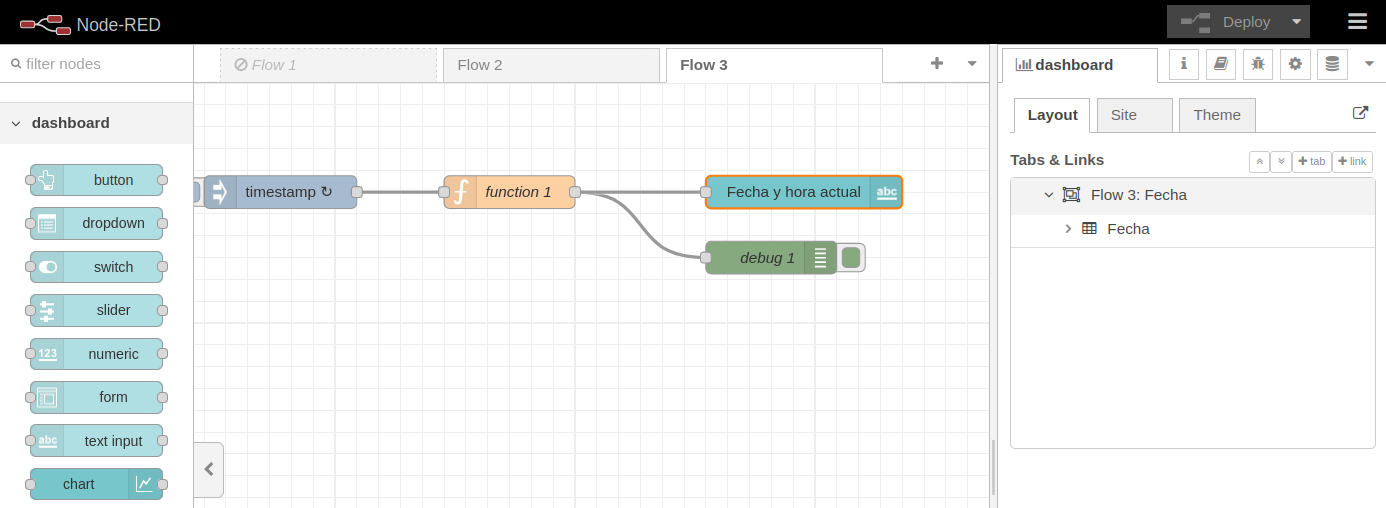 Node-RED
Deploy
filter nodes
Flow 1
Flow 2
Flow 3
dashboard
i
dashboard
button
dropdown
switch
slider
123
numeric
form
abc
text input
chart
timestamp ↻
function 1
Fecha y hora actual
abc
debug 1
Layout
Site
Theme
Tabs & Links
tab
link
Flow 3: Fecha
Fecha